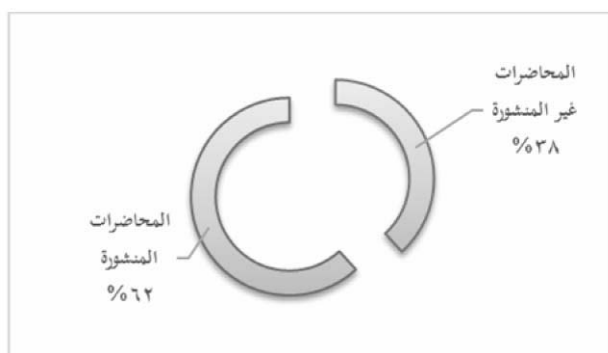 المحاضرات
غير المنشورة
%٣٨
المحاضرات
المنشورة
%٦٢